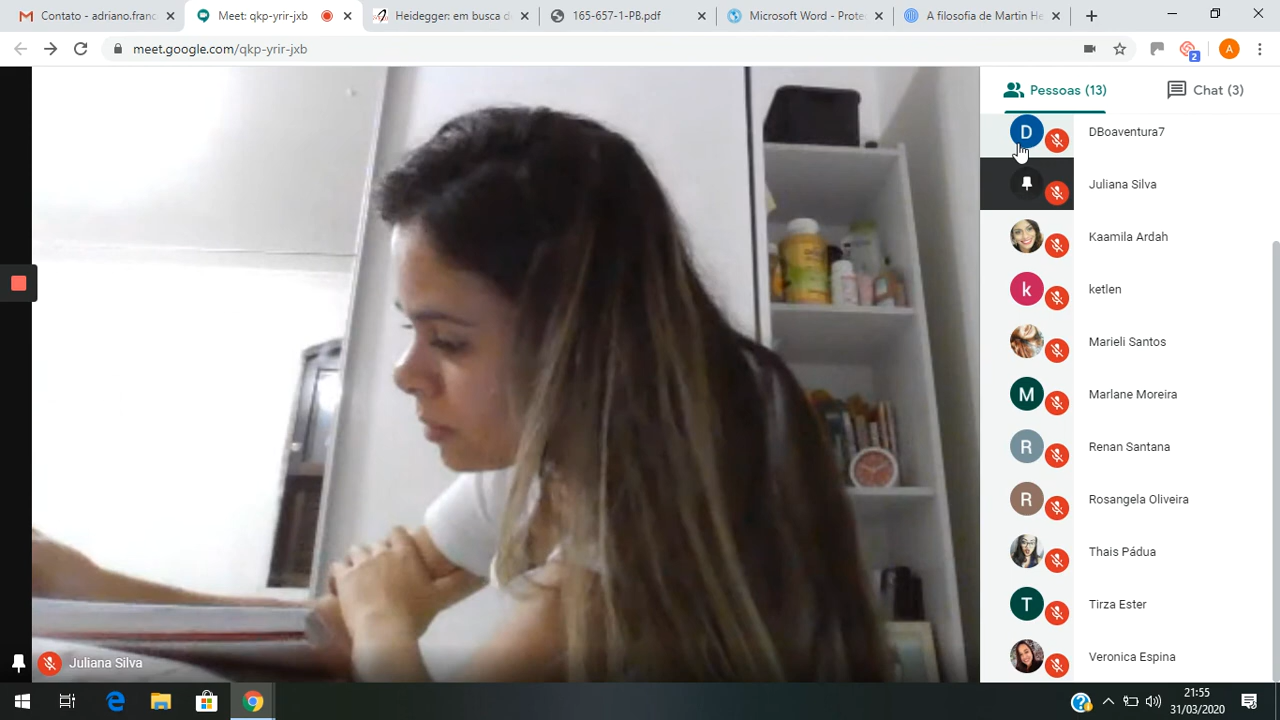 Contato - adriano.franc
Meet: qkp-yrir-jxb
Heidegger: em busca d
165-657-1-PB.pdf
Microsoft Word - Prote
A filosofia de Martin He
meet.google.com/qkp-yrir-jxb
2
A
Pessoas (13)
Chat (3)
D
DBoaventura7
Juliana Silva
Kaamila Ardah
k
ketlen
Marieli Santos
M
Marlane Moreira
R
Renan Santana
R
Rosangela Oliveira
Thais Pádua
T
Tirza Ester
Veronica Espina
Juliana Silva
21:55
31/03/2020